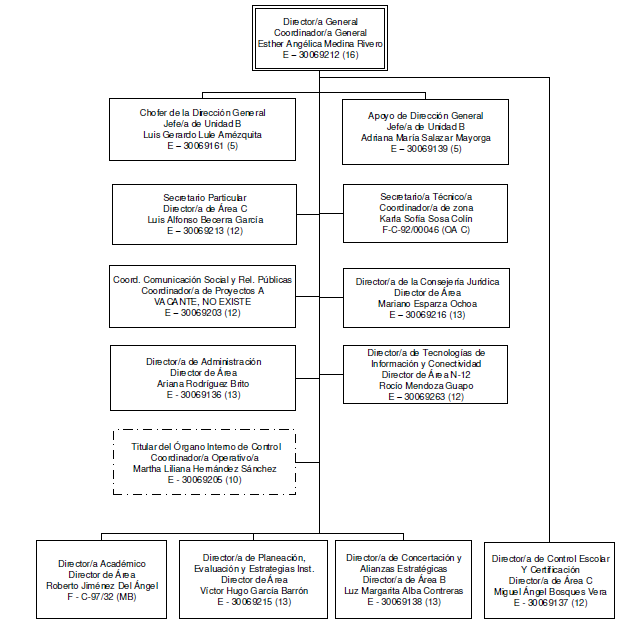 Director/a General
Coordinador/a General
Esther Angélica Medina Rivero
E – 30069212 (16)
Chofer de la Dirección General
Jefe/a de Unidad B
Luis Gerardo Lule Amézquita
E – 30069161 (5)
Apoyo de Dirección General
Jefe/a de Unidad B
Adriana María Salazar Mayorga
E – 30069139 (5)
Secretario Particular
Director/a de Área C
Luis Alfonso Becerra García
E – 30069213 (12)
Secretario/a Técnico/a
Coordinador/a de zona
Karla Sofía Sosa Colín
F-C-92/00046 (OA C)
Coord. Comunicación Social y Rel. Públicas
Coordinador/a de Proyectos A
VACANTE, NO EXISTE
E – 30069203 (12)
Director/a de la Consejería Jurídica
Director de Área
Mariano Esparza Ochoa
E – 30069216 (13)
Director/a de Administración
Director de Área
Ariana Rodríguez Brito
E - 30069136 (13)
Director/a de Tecnologías de
Información y Conectividad
Director de Área N-12
Rocío Mendoza Guapo
E – 30069263 (12)
Titular del Órgano Interno de Control
Coordinador/a Operativo/a
Martha Liliana Hernández Sánchez
E - 30069205 (10)
Director/a Académico
Director de Área
Roberto Jiménez Del Ángel
F - C-97/32 (MB)
Director/a de Planeación,
Evaluación y Estrategias Inst.
Director de Área
Víctor Hugo García Barrón
E - 30069215 (13)
Director/a de Concertación y
Alianzas Estratégicas
Director/a de Área B
Luz Margarita Alba Contreras
E - 30069138 (13)
Director/a de Control Escolar
Y Certificación
Director/a de Área C
Miguel Ángel Bosques Vera
E - 30069137 (12)